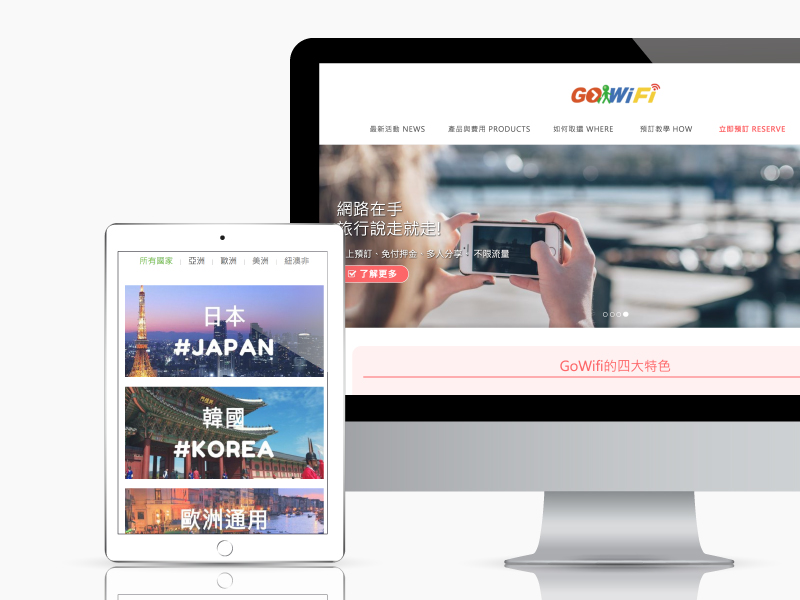 GOWiFi
最新活動 NEWS
產品與費用 PRODUCTS
如何取還 WHERE
預訂教學 HOW
立即預訂 RESERVE
網路在手
旅行說走就走!
上預訂、免付押金、多人分享、不限流量
了解更多
GoWifi的四大特色
所有國家 | 亞洲 | 歐洲 | 美洲 | 紐澳非
日本
#JAPAN
韓國
#KOREA
歐洲通用